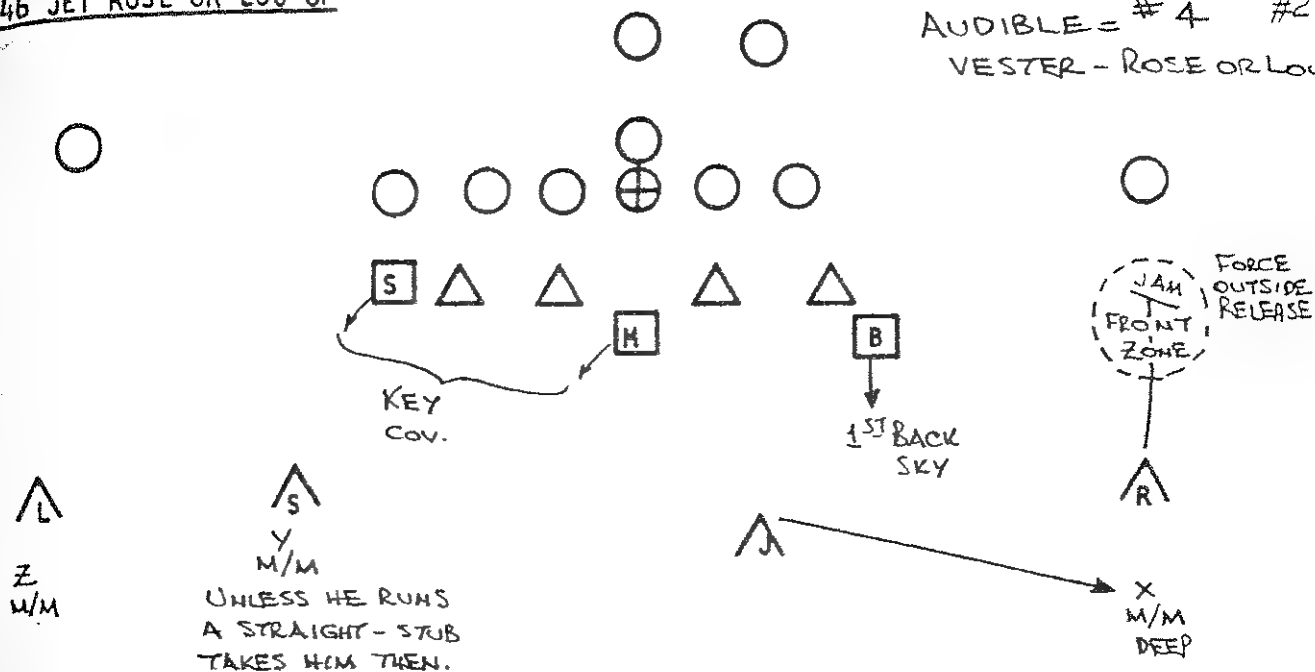 46 JET ROSE OR LOU
AUDIBLE = #4 #2
VESTER - ROSE OR LOU
S
M
B
JAM
FRONT
ZONE
FORCE
OUTSIDE
RELEASE
KEY
COV.
1ST BACK
SKY
L
S
J
R
Z
M/M
Y
M/M
UNLESS HE RUNS
A STRAIGHT - STUB
TAKES HIM THEN.
X
M/M
DEEP